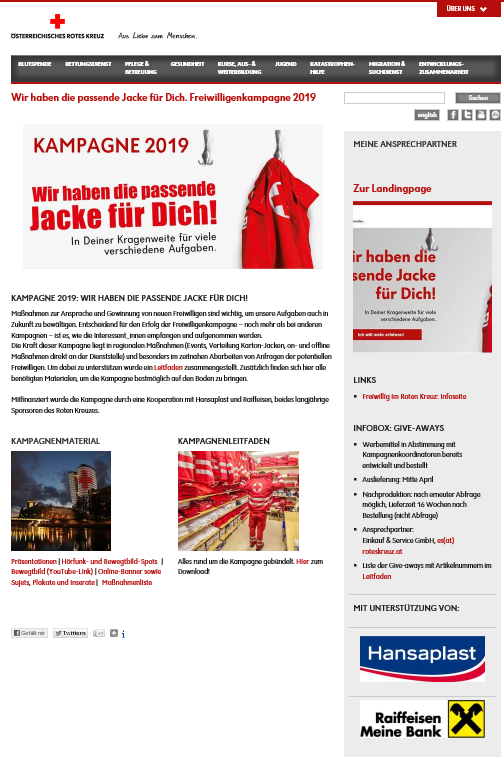 ÜBER UNS
ÖSTERREICHISCHES ROTES KREUZ
Aus Liebe zum Menschen.
BLUTSPENDE
RETTUNGSDIENST
PFLEGE &
BETREUUNG
GESUNDHEIT
KURSE, AUS- &
WEITERBILDUNG
JUGEND
KATASTROPHEN-
HILFE
MIGRATION &
SUCHDIENST
ENTWICKLUNGS-
ZUSAMMENARBEIT
Wir haben die passende Jacke für Dich. Freiwilligenkampagne 2019
Suchen
english
KAMPAGNE 2019
Wir haben die passende
Jacke für Dich!
In Deiner Kragenweite für viele
verschiedene Aufgaben.
KAMPAGNE 2019: WIR HABEN DIE PASSENDE JACKE FÜR DICH!
Maßnahmen zur Ansprache und Gewinnung von neuen Freiwilligen sind wichtig, um unsere Aufgaben auch in
Zukunft zu bewältigen. Entscheidend für den Erfolg der Freiwilligenkampagne – noch mehr als bei anderen
Kampagnen – ist es, wie die Interessent_innen empfangen und aufgenommen werden.
Die Kraft dieser Kampagne liegt in regionalen Maßnahmen (Events, Verteilung Karton-Jacken, on- und offline
Maßnahmen direkt an der Dienststelle) und besonders im zeitnahen Abarbeiten von Anfragen der potentiellen
Freiwilligen. Um dabei zu unterstützen wurde ein Leitfaden zusammengestellt. Zusätzlich finden sich hier alle
benötigten Materialen, um die Kampagne bestmöglich auf den Boden zu bringen.
Mitfinanziert wurde die Kampagne durch eine Kooperation mit Hansaplast und Raiffeisen, beides langjährige
Sponsoren des Roten Kreuzes.
KAMPAGNENMATERIAL
Präsentationen | Hörfunk- und Bewegtbild-Spots |
Bewegtbild (YouTube-Link) | Online-Banner sowie
Sujets, Plakate und Inserate | Maßnahmenliste
KAMPAGNENLEITFADEN
Alles rund um die Kampagne gebündelt. Hier zum
Download!
Gefällt mir
Twittern
MEINE ANSPRECHPARTNER
Zur Landingpage
ir haben die
sende Jacke
für Dich!
In Deiner Kragenweite für viele
verschiedene Aufgaben.
Ich will mehr erfahren!
LINKS
Freiwillig im Roten Kreuz: Infoseite
INFOBOX: GIVE-AWAYS
Werbemittel in Abstimmung mit
Kampagnenkoordinatoren bereits
entwickelt und bestellt
Auslieferung: Mitte April
Nachproduktion: nach erneuter Abfrage
möglich, Lieferzeit 16 Wochen nach
Bestellung (nicht Abfrage)
Ansprechpartner:
Einkauf & Service GmbH, es(at)
roteskreuz.at
Liste der Give-aways mit Artikelnummern im
Leitfaden
MIT UNTERSTÜTZUNG VON:
Hansaplast
Raiffeisen
Meine Bank